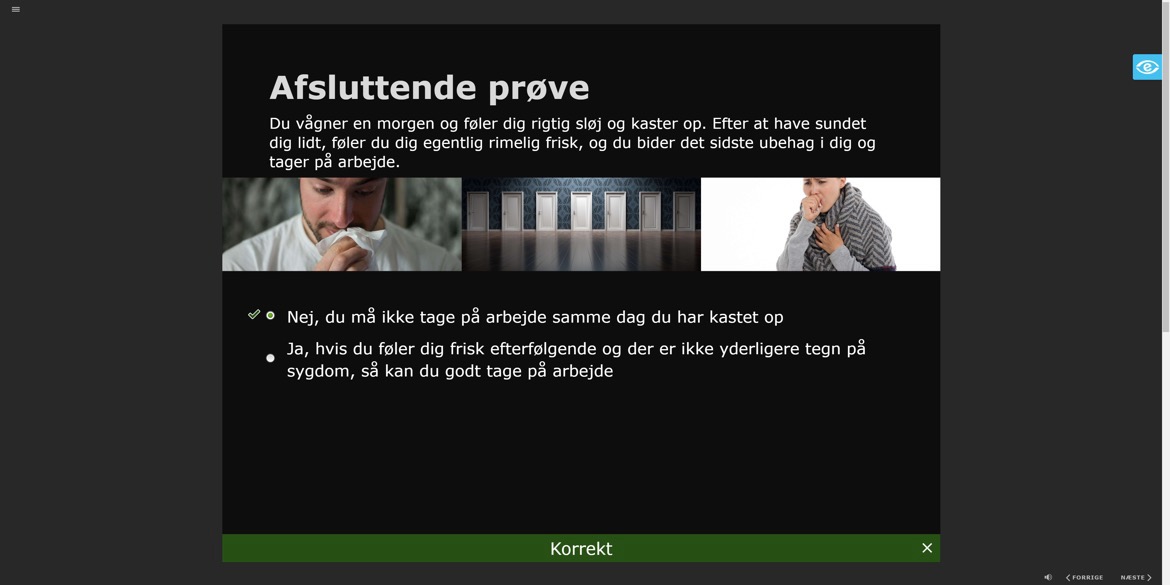 Afsluttende prøve
Du vågner en morgen og føler dig rigtig sløj og kaster op. Efter at have sundet
dig lidt, føler du dig egentlig rimelig frisk, og du bider det sidste ubehag i dig og
tager på arbejde.
Nej, du må ikke tage på arbejde samme dag du har kastet op
Ja, hvis du føler dig frisk efterfølgende og der er ikke yderligere tegn på
sygdom, så kan du godt tage på arbejde
Korrekt
FORRIGE
NÆSTE